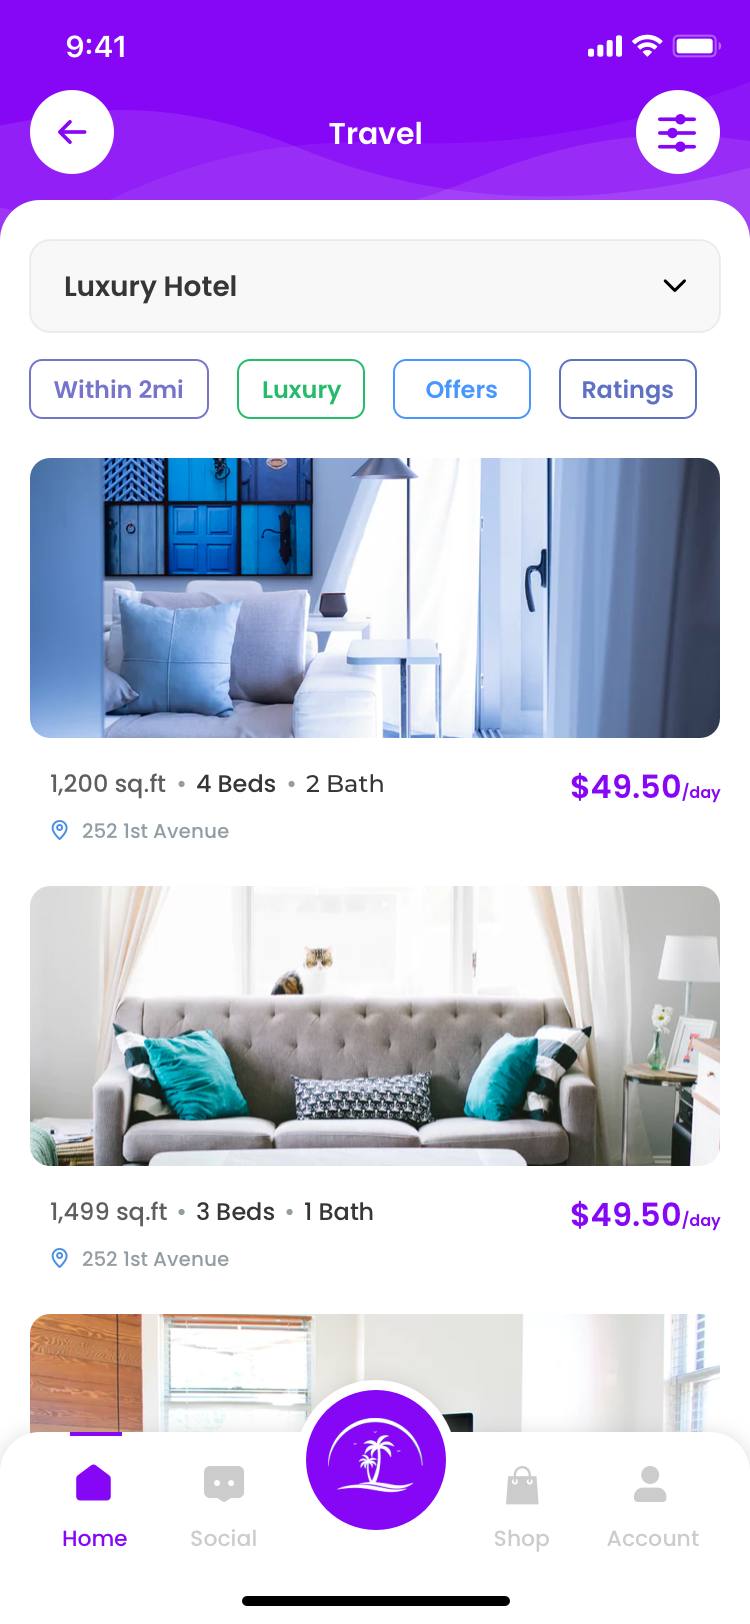 9:41
Travel
Luxury Hotel
Within 2mi Luxury Offers Ratings
1,200 sq.ft • 4 Beds • 2 Bath $49.50/day
252 1st Avenue
1,499 sq.ft • 3 Beds • 1 Bath $49.50/day
252 1st Avenue
Home Social Shop Account